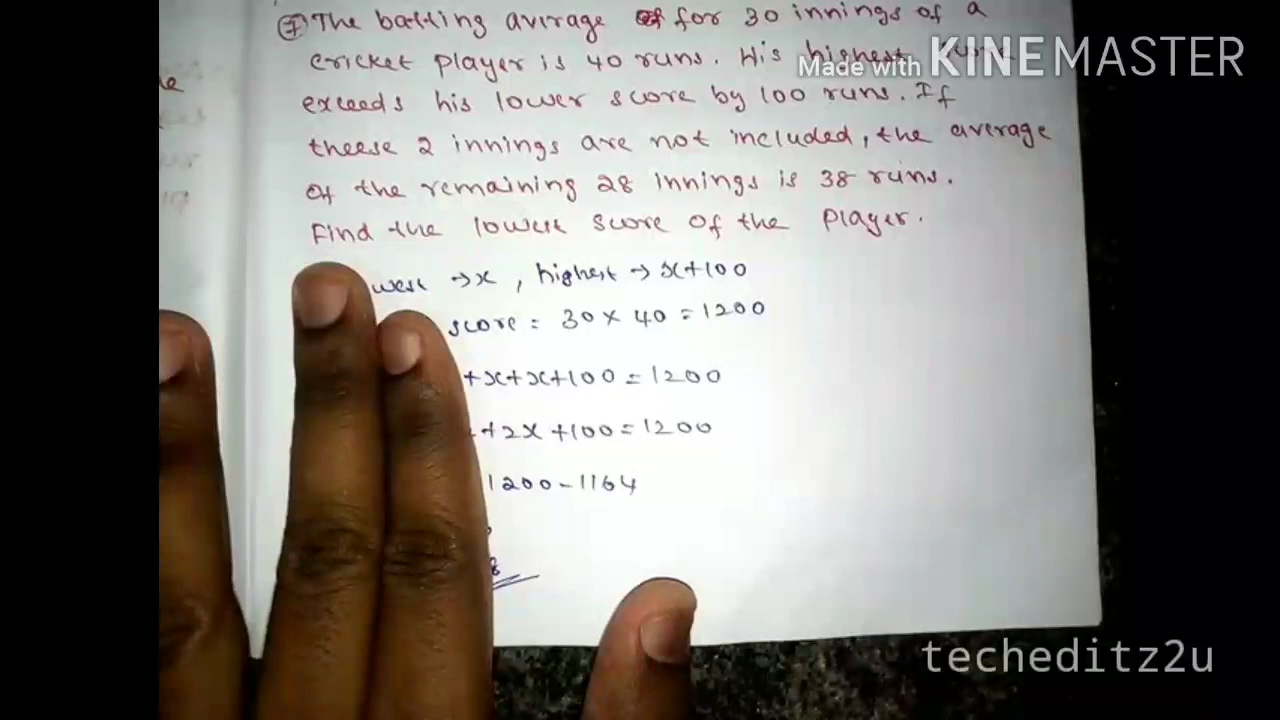 7 The batting average of for 30 innings of a
cricket player is 40 runs. His highest
Made with KINEMASTER
exceeds his lower score by 100 runs. If
theese 2 innings are not included, the average
of the remaining 28 innings is 38 runs.
Find the lowest score of the player.
west → x, highest → x+100
score = 30 × 40 = 1200
+x+x+100 = 1200
+2x+100 = 1200
1200-1164
8
techeditz2u